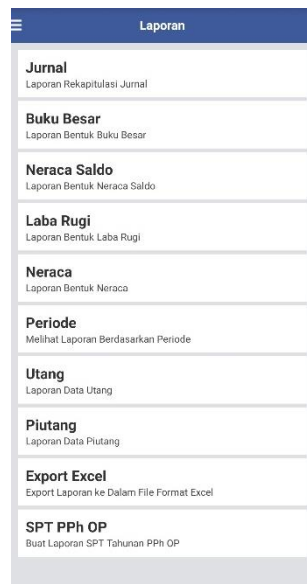 Laporan
Jurnal
Laporan Rekapitulasi Jurnal
Buku Besar
Laporan Bentuk Buku Besar
Neraca Saldo
Laporan Bentuk Neraca Saldo
Laba Rugi
Laporan Bentuk Laba Rugi
Neraca
Laporan Bentuk Neraca
Periode
Melihat Laporan Berdasarkan Periode
Utang
Laporan Data Utang
Piutang
Laporan Data Piutang
Export Excel
Export Laporan ke Dalam File Format Excel
SPT PPh OP
Buat Laporan SPT Tahunan PPh OP